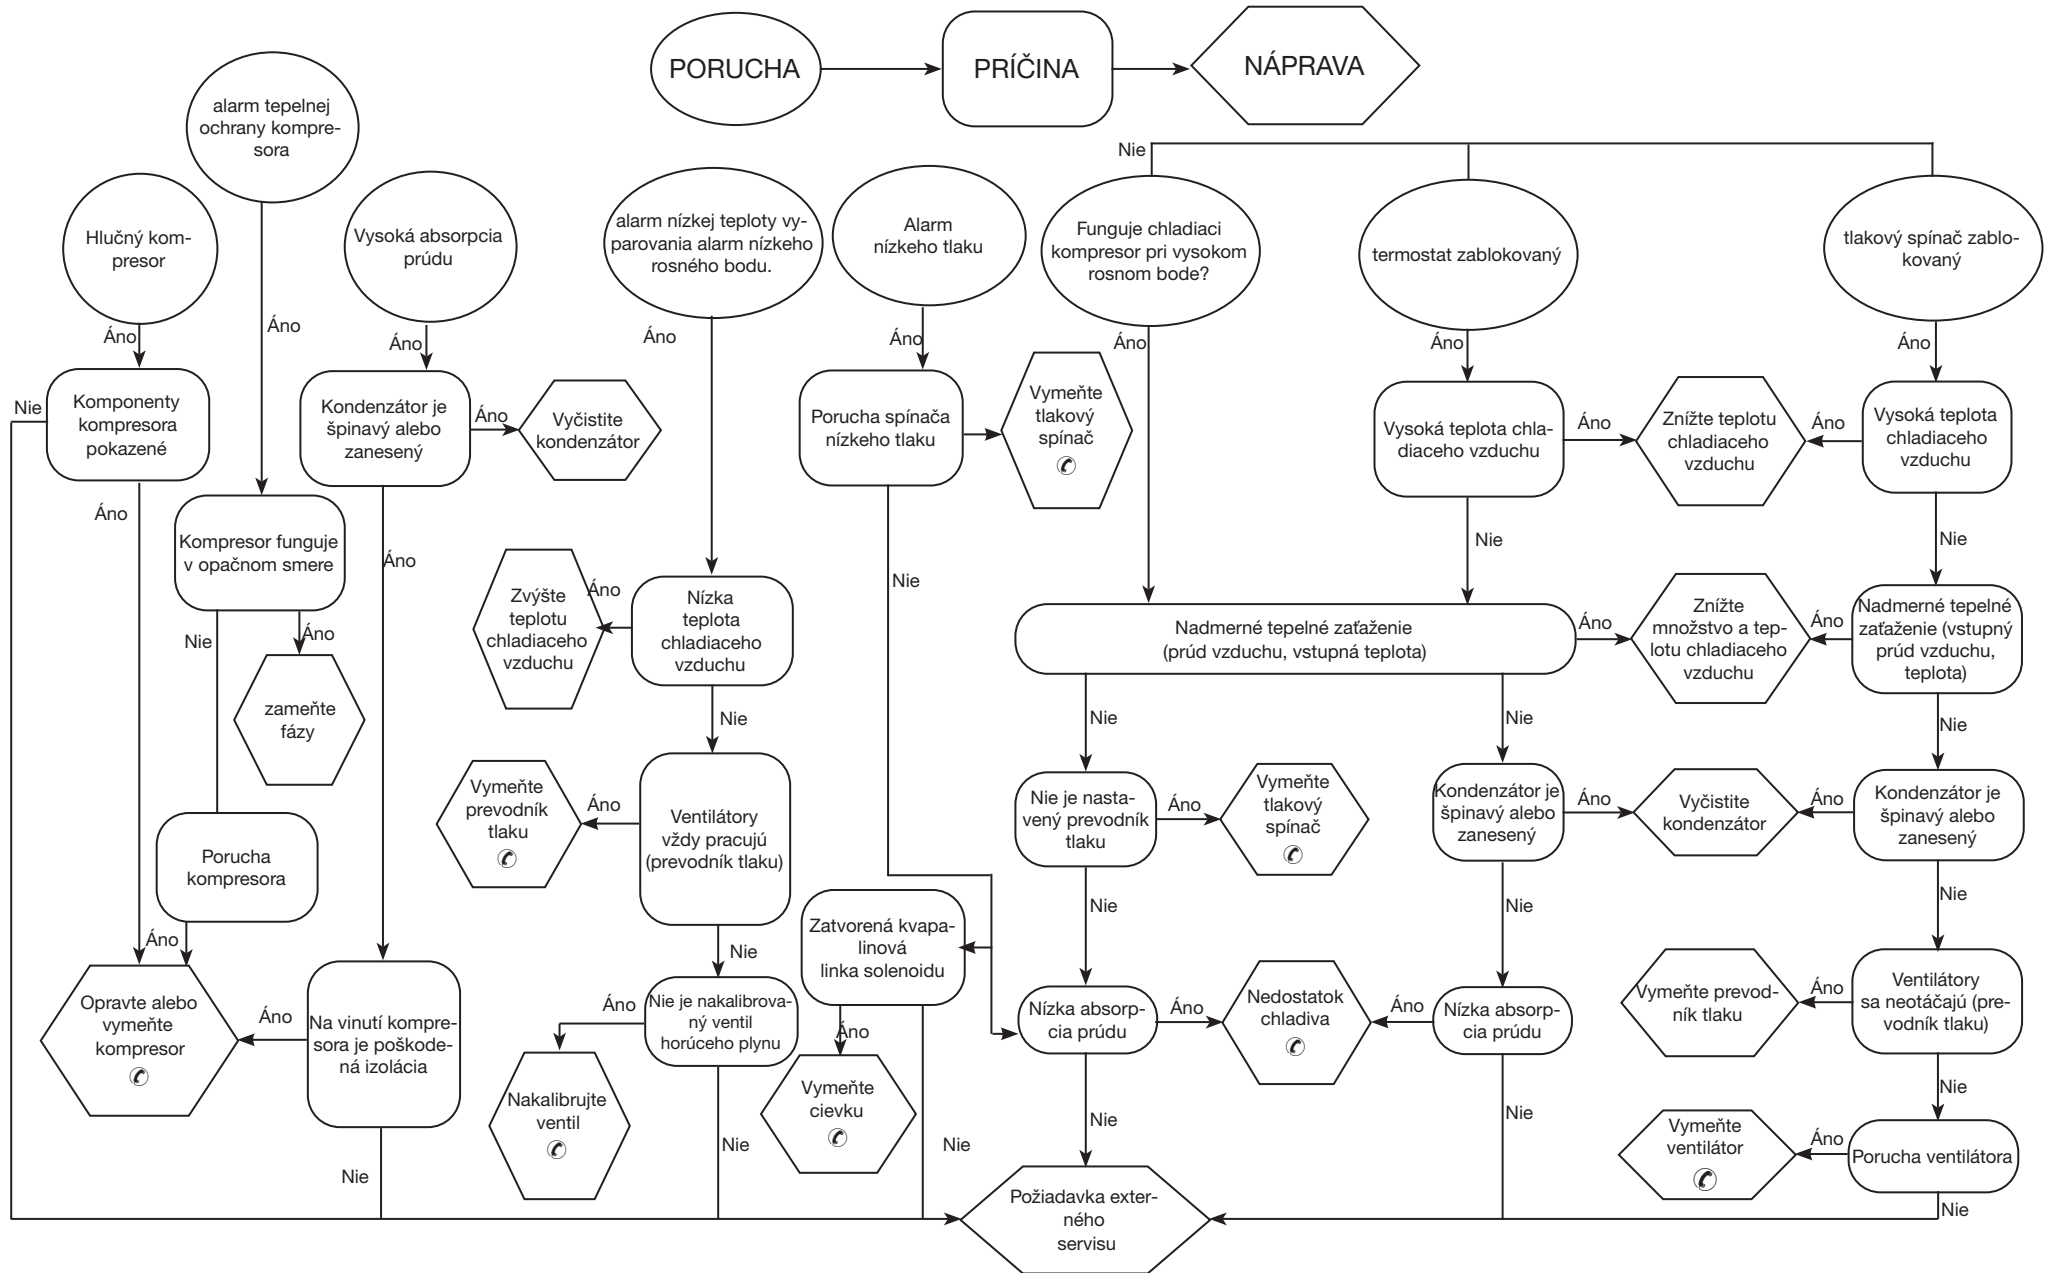 PORUCHA
PRÍČINA
NÁPRAVA
alarm tepelnej
ochrany kompre-
sora
Áno
Kompresor funguje
v opačnom smere
Áno
zameňte
fázy
Nie
Porucha
kompresora
Áno
Hlučný kom-
presor
Áno
Komponenty
kompresora
pokazené
Nie
Áno
Opravte alebo
vymeňte
kompresor
✆
Vysoká absorpcia
prúdu
Áno
Kondenzátor je
špinavý alebo
zanesený
Áno
Vyčistite
kondenzátor
Áno
Na vinutí kompre-
sora je poškode-
ná izolácia
Áno
Nie
alarm nízkej teploty vy-
parovania alarm nízkeho
rosného bodu.
Áno
Nízka
teplota
chladiaceho
vzduchu
Áno
Zvýšte
teplotu
chladiaceho
vzduchu
Nie
Ventilátory
vždy pracujú
(prevodník tlaku)
Áno
Vymeňte
prevodník
tlaku
✆
Nie
Nie je nakalibrova-
ný ventil
horúceho plynu
Áno
Nakalibrujte
ventil
✆
Nie
Alarm
nízkeho tlaku
Áno
Porucha spínača
nízkeho tlaku
Vymeňte
tlakový
spínač
✆
Nie
Zatvorená kvapa-
linová
linka solenoidu
Áno
Vymeňte
cievku
✆
Nie
Nie
Funguje chladiaci
kompresor pri vysokom
rosnom bode?
Áno
termostat zablokovaný
Áno
Vysoká teplota chla-
diaceho vzduchu
Áno
Znížte teplotu
chladiaceho
vzduchu
Nie
Nadmerné tepelné zaťaženie
(prúd vzduchu, vstupná teplota)
Áno
Znížte
množstvo a tep-
lotu chladiaceho
vzduchu
Nie
Nie je nasta-
vený prevodník
tlaku
Áno
Vymeňte
tlakový
spínač
✆
Nie
Nízka absorp-
cia prúdu
Áno
Nedostatok
chladiva
✆
Nie
Nie
Kondenzátor je
špinavý alebo
zanesený
Áno
Vyčistite
kondenzátor
Nie
Nízka absorp-
cia prúdu
Áno
Nie
tlakový spínač zablo-
kovaný
Áno
Vysoká teplota
chladiaceho
vzduchu
Áno
Nie
Nadmerné tepelné
zaťaženie (vstupný
prúd vzduchu,
teplota)
Áno
Nie
Kondenzátor je
špinavý alebo
zanesený
Áno
Nie
Ventilátory
sa neotáčajú (pre-
vodník tlaku)
Áno
Vymeňte prevod-
ník tlaku
Nie
Porucha ventilátora
Áno
Vymeňte
ventilátor
✆
Nie
Požiadavka exter-
ného
servisu